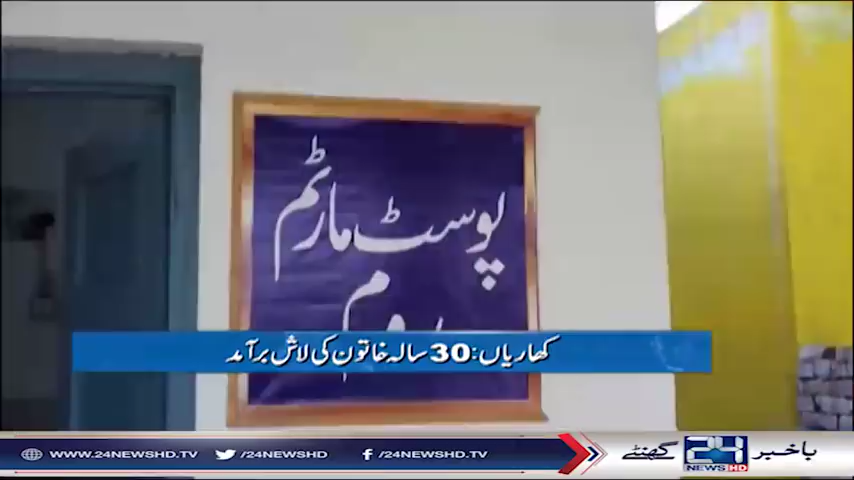 پوسٹ مارٹم
روم
کھاریاں: 30 سالہ خاتون کی لاش برآمد
WWW.24NEWSHD.TV /24NEWSHD /24NEWSHD.TV باخبر 24 گھنٹے
NEWS HD